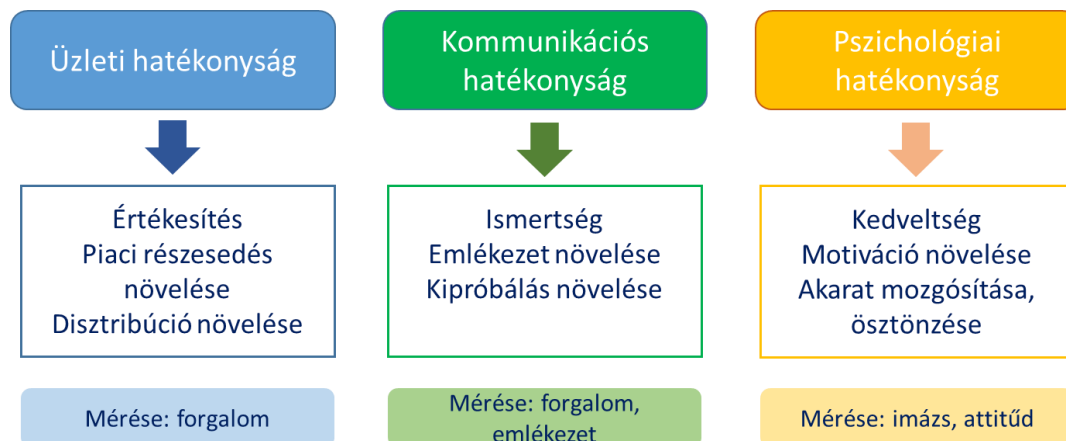 Üzleti hatékonyság
Kommunikációs
hatékonyság
Pszichológiai
hatékonyság
Értékesítés
Piaci részesedés
növelése
Disztribúció növelése
Ismertség
Emlékezet növelése
Kipróbálás növelése
Kedveltség
Motiváció növelése
Akarat mozgósítása,
ösztönzése
Mérése: forgalom
Mérése: forgalom,
emlékezet
Mérése: imázs, attitűd